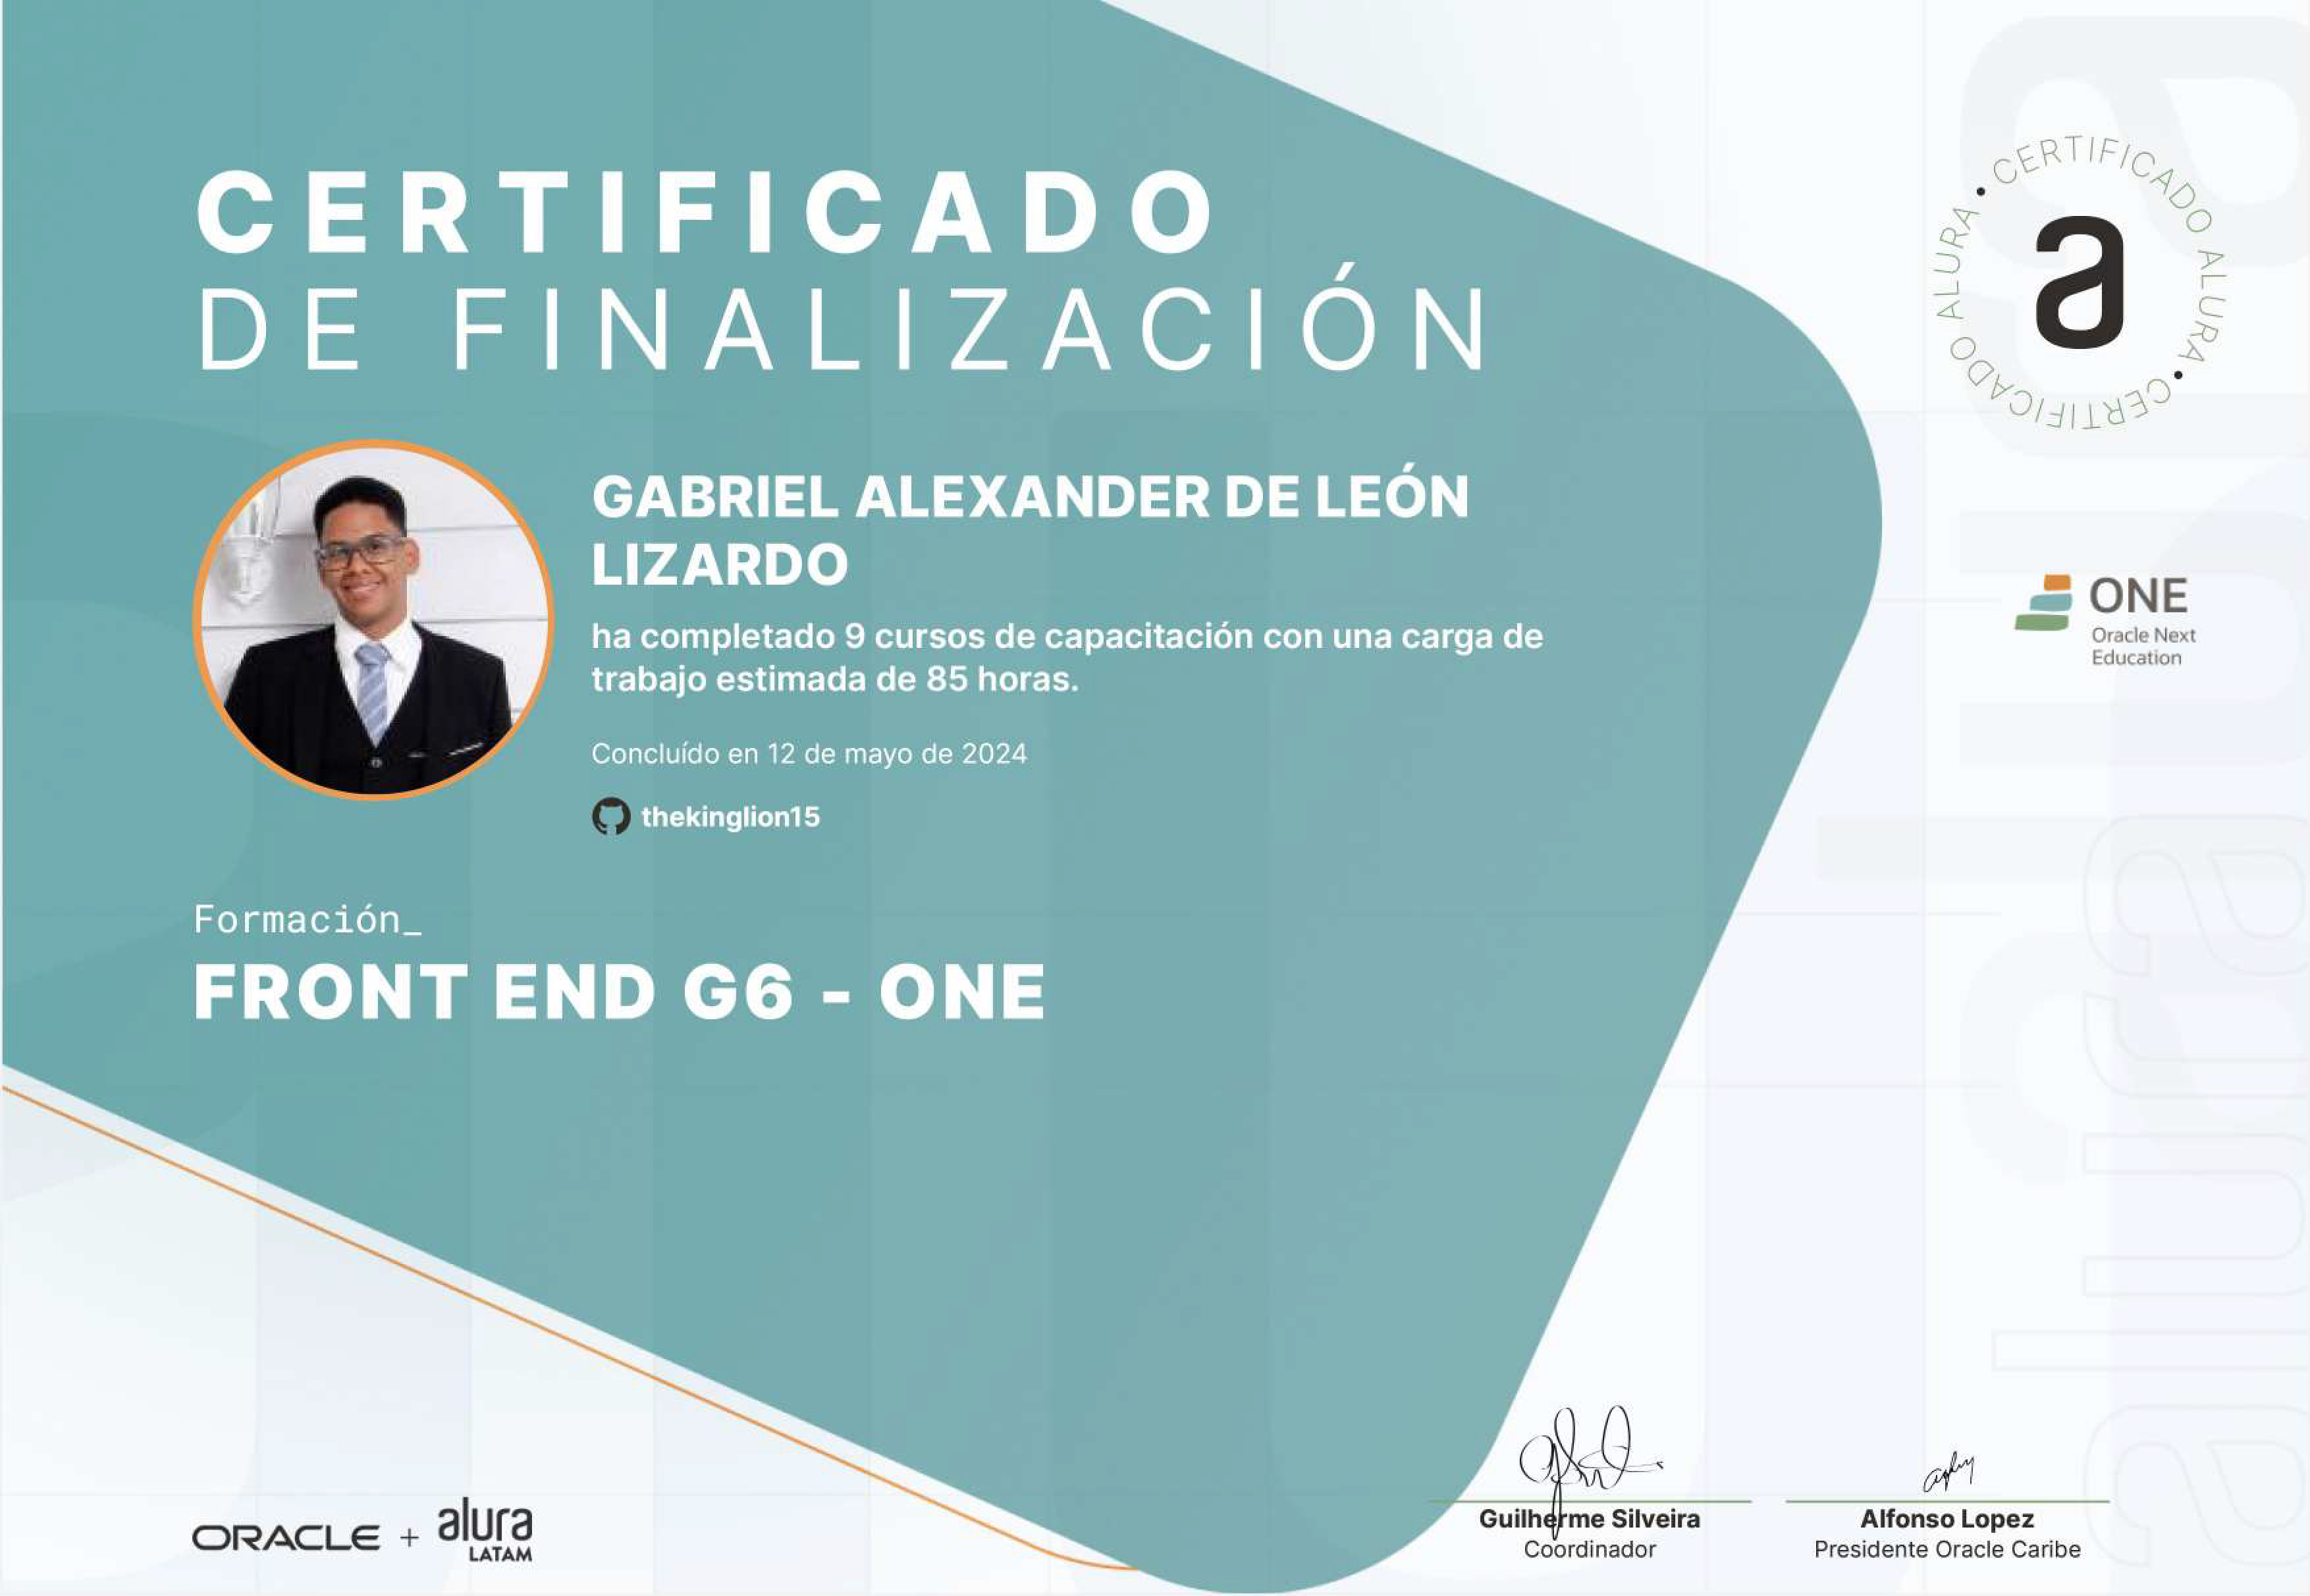 CERTIFICADO
DE FINALIZACIÓN
CERTIFICADO ALURA • CERTIFICADO ALURA •
a
GABRIEL ALEXANDER DE LEÓN
LIZARDO
ha completado 9 cursos de capacitación con una carga de
trabajo estimada de 85 horas.
Concluído en 12 de mayo de 2024
thekinglion15
ONE
Oracle Next
Education
Formación_
FRONT END G6 - ONE
ORACLE + alura
LATAM
Guilherme Silveira
Coordinador
Alfonso Lopez
Presidente Oracle Caribe
alura